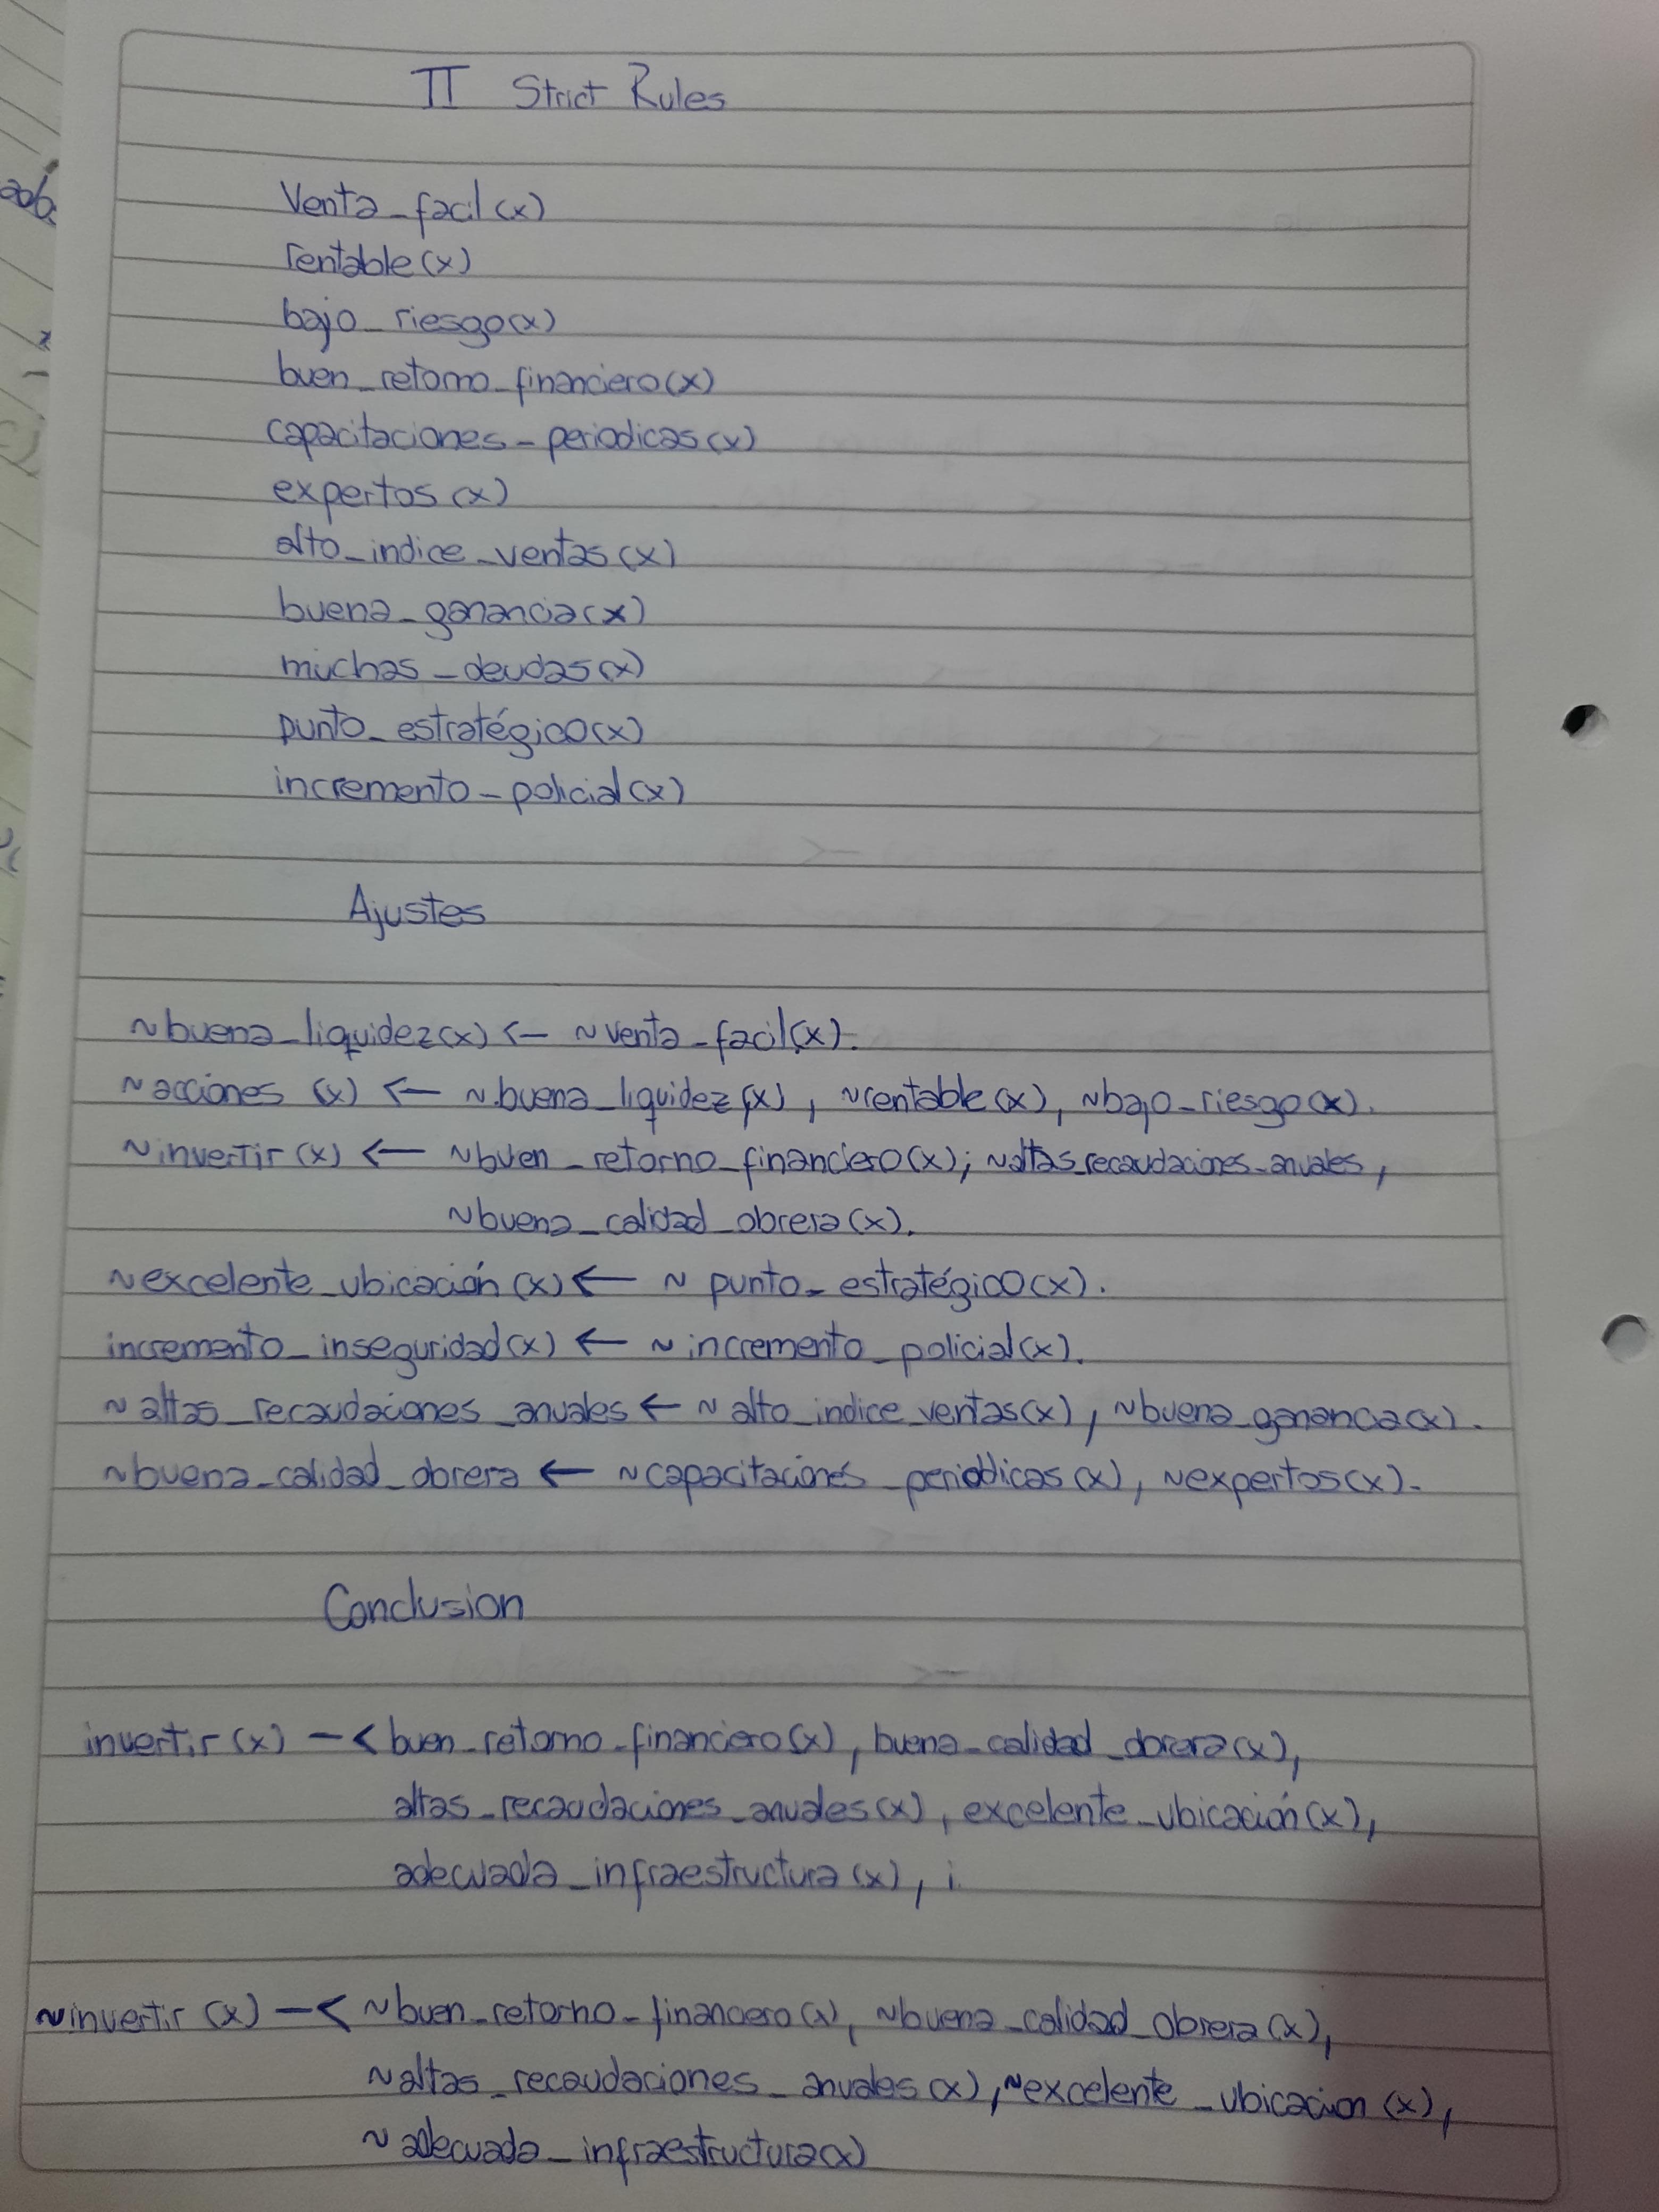 II Strict Rules
Venta_facil(x)
rentable(x)
bajo_riesgo(x)
buen_retorno_financiero(x)
capacitaciones_periodicas(x)
expertos(x)
alto_indice_ventas(x)
buena_ganancia(x)
muchas_deudas(x)
punto_estratégico(x)
incremento_policial(x)
Ajustes
~buena_liquidez(x) <- ~venta_facil(x).
~acciones (x) <- ~buena_liquidez(x), ~rentable(x), ~bajo_riesgo(x).
~invertir(x) <- ~buen_retorno_financiero(x); ~altas_recaudaciones_anuales,
~buena_calidad_obrera(x).
~excelente_ubicación(x) <- ~ punto_estratégico(x).
incremento_inseguridad(x) <- ~incremento_policial(x).
~altas_recaudaciones_anuales <- ~alto_indice_ventas(x), ~buena_ganancia(x).
~buena_calidad_obrera <- ~capacitaciones_periodicas(x), ~expertos(x).
Conclusion
invertir(x) -< buen_retorno_financiero(x), buena_calidad_obrera(x),
altas_recaudaciones_anuales(x), excelente_ubicación(x),
adecuada_infraestructura(x), i
~invertir(x) -< ~buen_retorno_financiero(x), ~buena_calidad_obrera(x),
~altas_recaudaciones_anuales(x), ~excelente_ubicacion(x),
~adecuada_infraestructura(x)